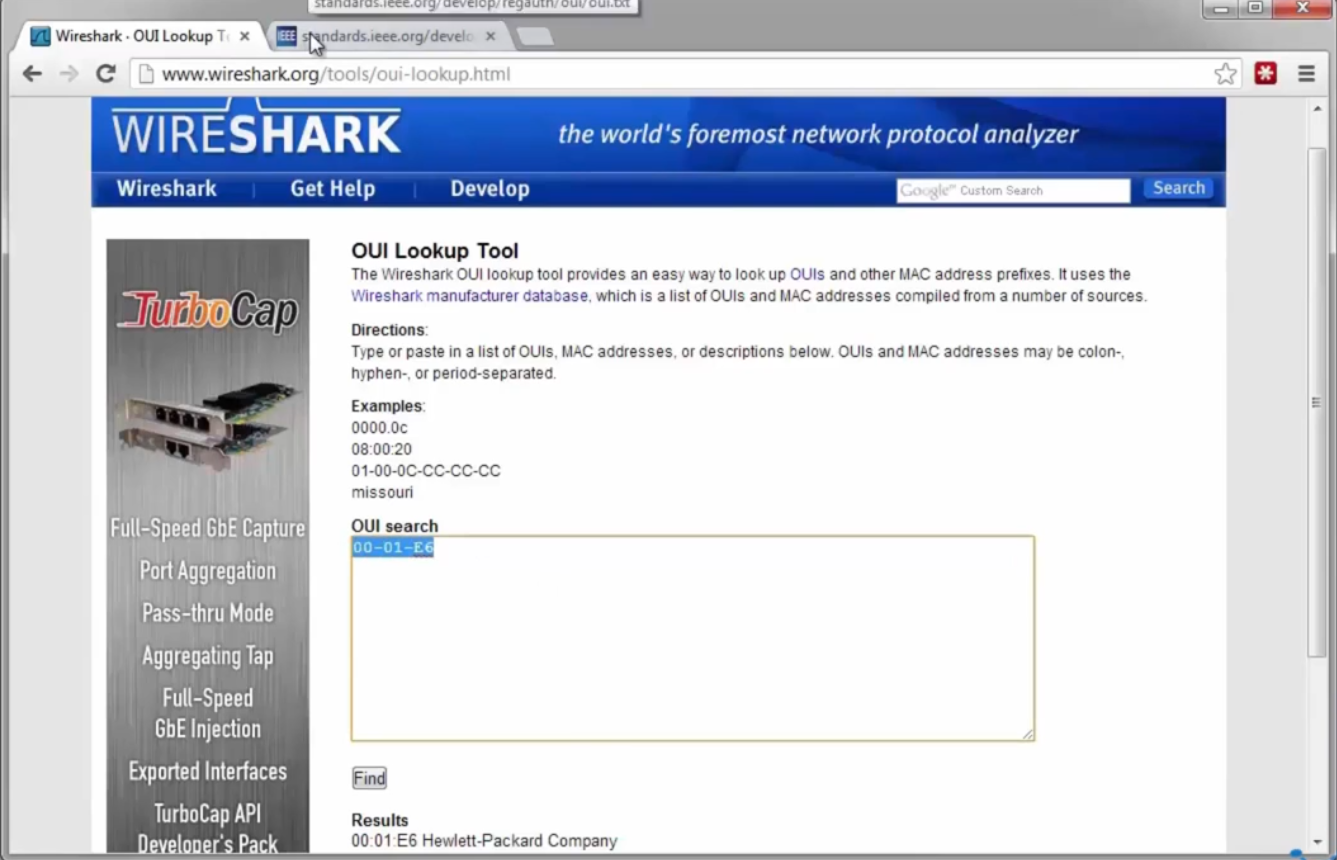 standards.ieee.org/develop/regauth/oui/oui.txt
Wireshark · OUI Lookup To
standards.ieee.org/develo
www.wireshark.org/tools/oui-lookup.html
WIRESHARK
the world's foremost network protocol analyzer
Wireshark
Get Help
Develop
Google™ Custom Search
Search
TurboCap
Full-Speed GbE Capture
Port Aggregation
Pass-thru Mode
Aggregating Tap
Full-Speed
GbE Injection
Exported Interfaces
TurboCap API
Developer's Pack
OUI Lookup Tool
The Wireshark OUI lookup tool provides an easy way to look up OUIs and other MAC address prefixes. It uses the
Wireshark manufacturer database, which is a list of OUIs and MAC addresses compiled from a number of sources.
Directions:
Type or paste in a list of OUIs, MAC addresses, or descriptions below. OUIs and MAC addresses may be colon-,
hyphen-, or period-separated.
Examples:
0000.0c
08:00:20
01-00-0C-CC-CC-CC
missouri
OUI search
00-01-E6
Find
Results
00:01:E6 Hewlett-Packard Company